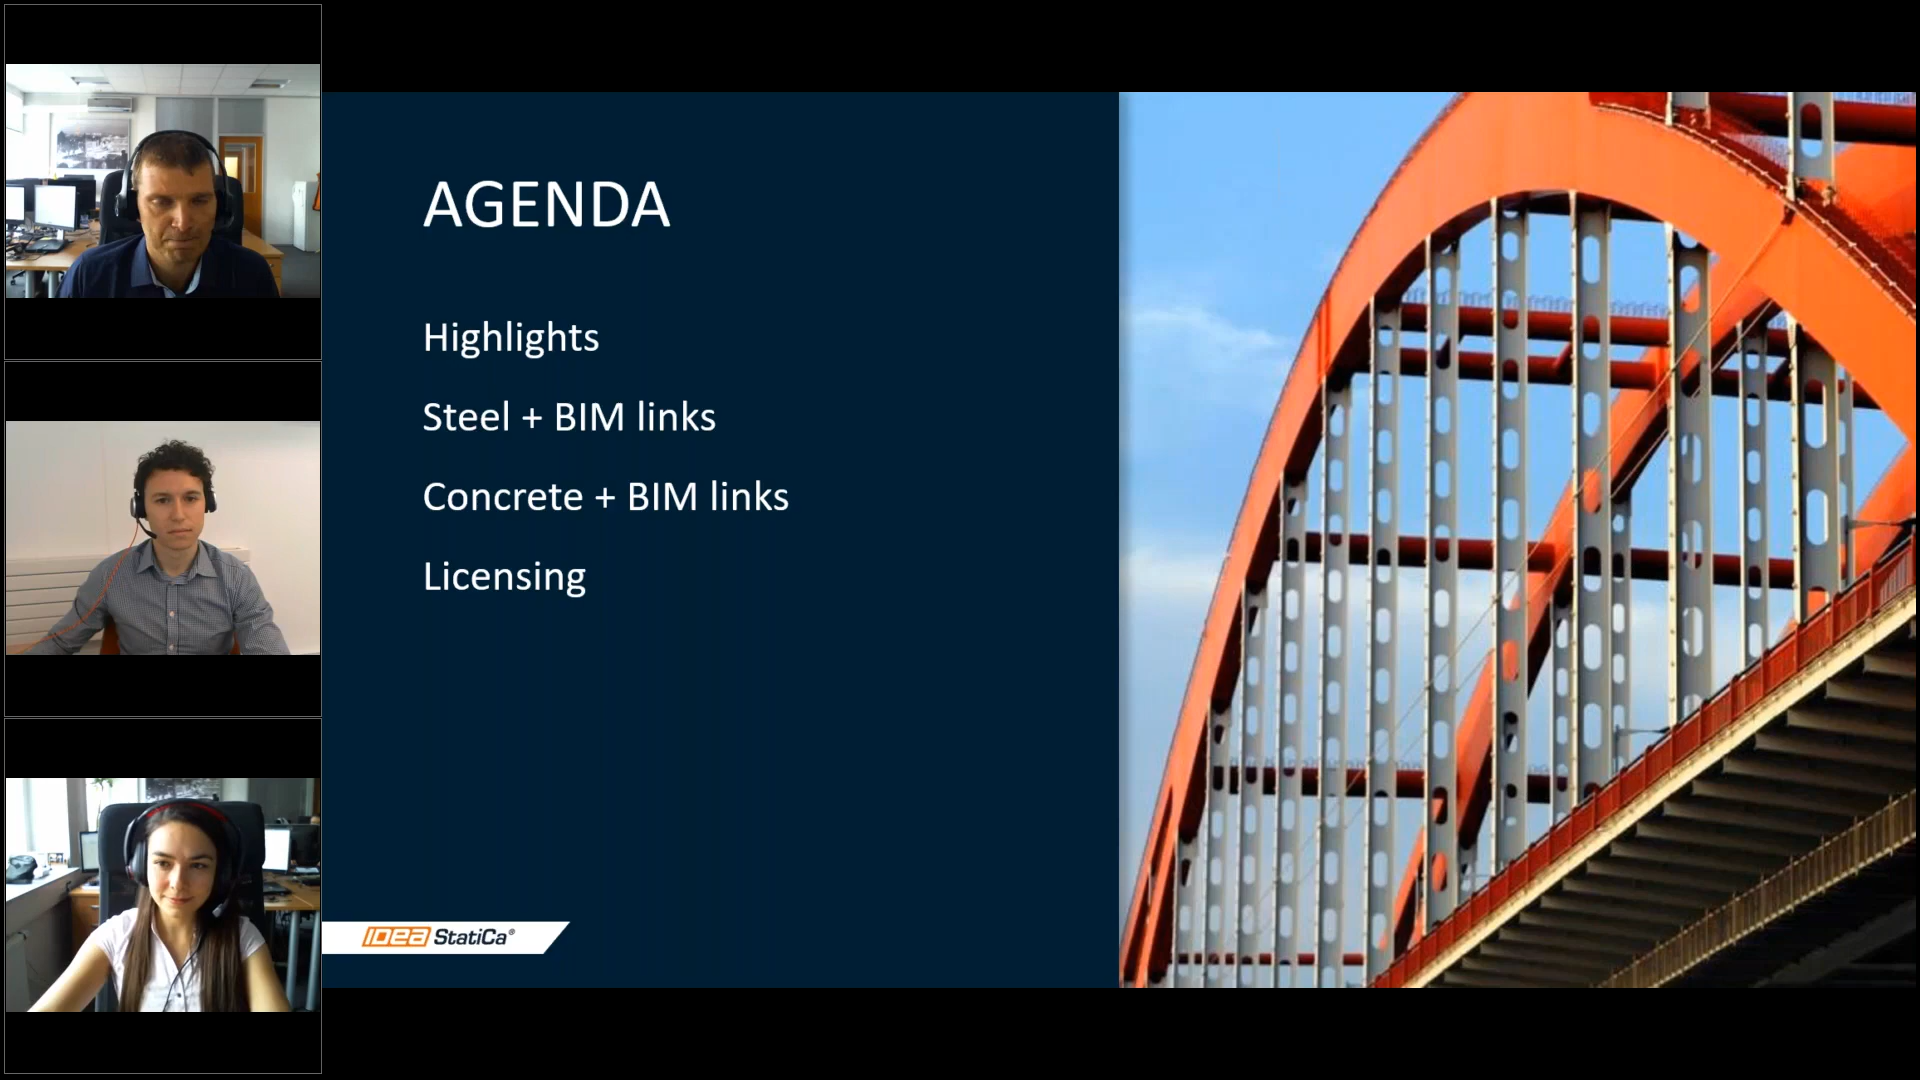 AGENDA
Highlights
Steel + BIM links
Concrete + BIM links
Licensing
IDEA StatiCa®